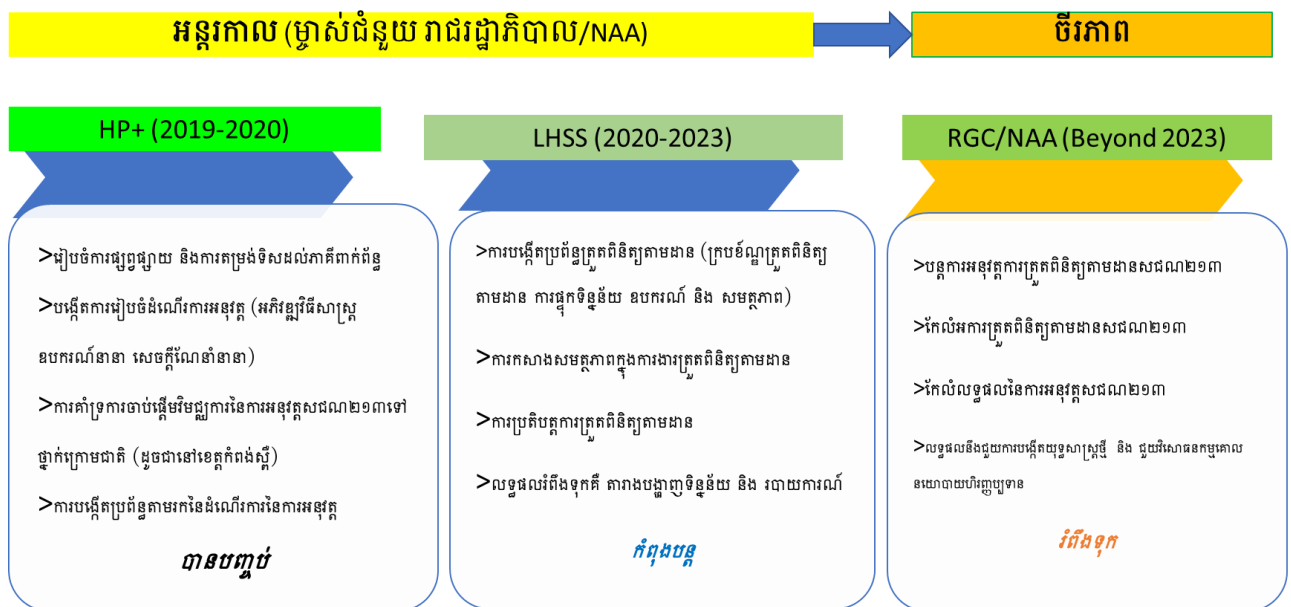 អន្តរកាល (ម្ចាស់ជំនួយ រាជរដ្ឋាភិបាល/NAA)
ចីរភាព
HP+ (2019-2020)
>រៀបចំការផ្សព្វផ្សាយ និងការតម្រង់ទិសដល់ភាគីពាក់ព័ន្ធ
>បង្កើតការរៀបចំដំណើរការអនុវត្ត (អភិវឌ្ឍវិធីសាស្ត្រ
ឧបករណ៍នានា សេចក្តីណែនាំនានា)
>ការគាំទ្រការចាប់ផ្តើមវិមជ្ឈការនៃការអនុវត្តសជណ២១៣ទៅ
ថ្នាក់ក្រោមជាតិ (ដូចជានៅខេត្តកំពង់ស្ពឺ)
>ការបង្កើតប្រព័ន្ធតាមរកនៃដំណើរការនៃការអនុវត្ត
បានបញ្ចប់
LHSS (2020-2023)
>ការបង្កើតប្រព័ន្ធត្រួតពិនិត្យតាមដាន (ក្របខ័ណ្ឌត្រួតពិនិត្យ
តាមដាន ការផ្ទុកទិន្នន័យ ឧបករណ៍ និង សមត្ថភាព)
>ការកសាងសមត្ថភាពក្នុងការងារត្រួតពិនិត្យតាមដាន
>ការប្រតិបត្តការត្រួតពិនិត្យតាមដាន
>លទ្ធផលរំពឹងទុកគឺ តារាងបង្ហាញទិន្នន័យ និង របាយការណ៍
កំពុងបន្ត
RGC/NAA (Beyond 2023)
>បន្តការអនុវត្តការត្រួតពិនិត្យតាមដានសជណ២១៣
>កែលំអការត្រួតពិនិត្យតាមដានសជណ២១៣
>កែលំលទ្ធផលនៃការអនុវត្តសជណ២១៣
>លទ្ធផលនឹងជួយការបង្កើតយុទ្ធសាស្ត្រថ្មី និង ជួយវិសោធនកម្មគោល
នយោបាយហិរញ្ញប្បទាន
រំពឹងទុក